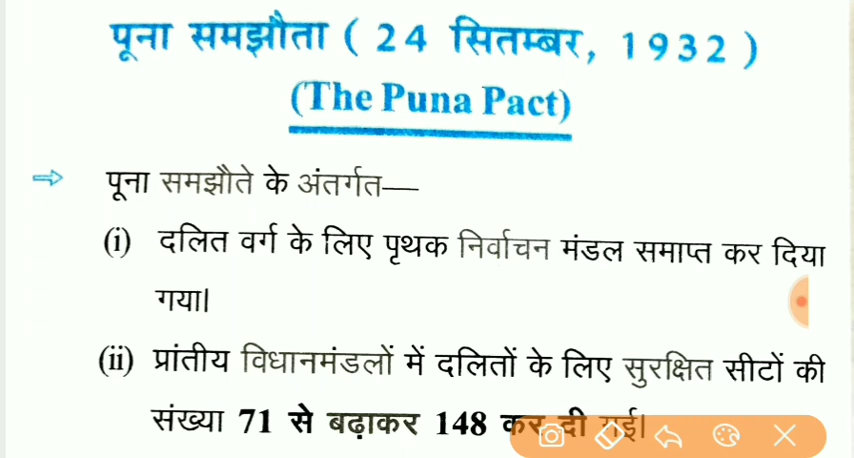 पूना समझौता ( 24 सितम्बर, 1932 )
(The Puna Pact)
⇨ पूना समझौते के अंतर्गत—
(i) दलित वर्ग के लिए पृथक निर्वाचन मंडल समाप्त कर दिया
गया।
(ii) प्रांतीय विधानमंडलों में दलितों के लिए सुरक्षित सीटों की
संख्या 71 से बढ़ाकर 148 कर दी गई।